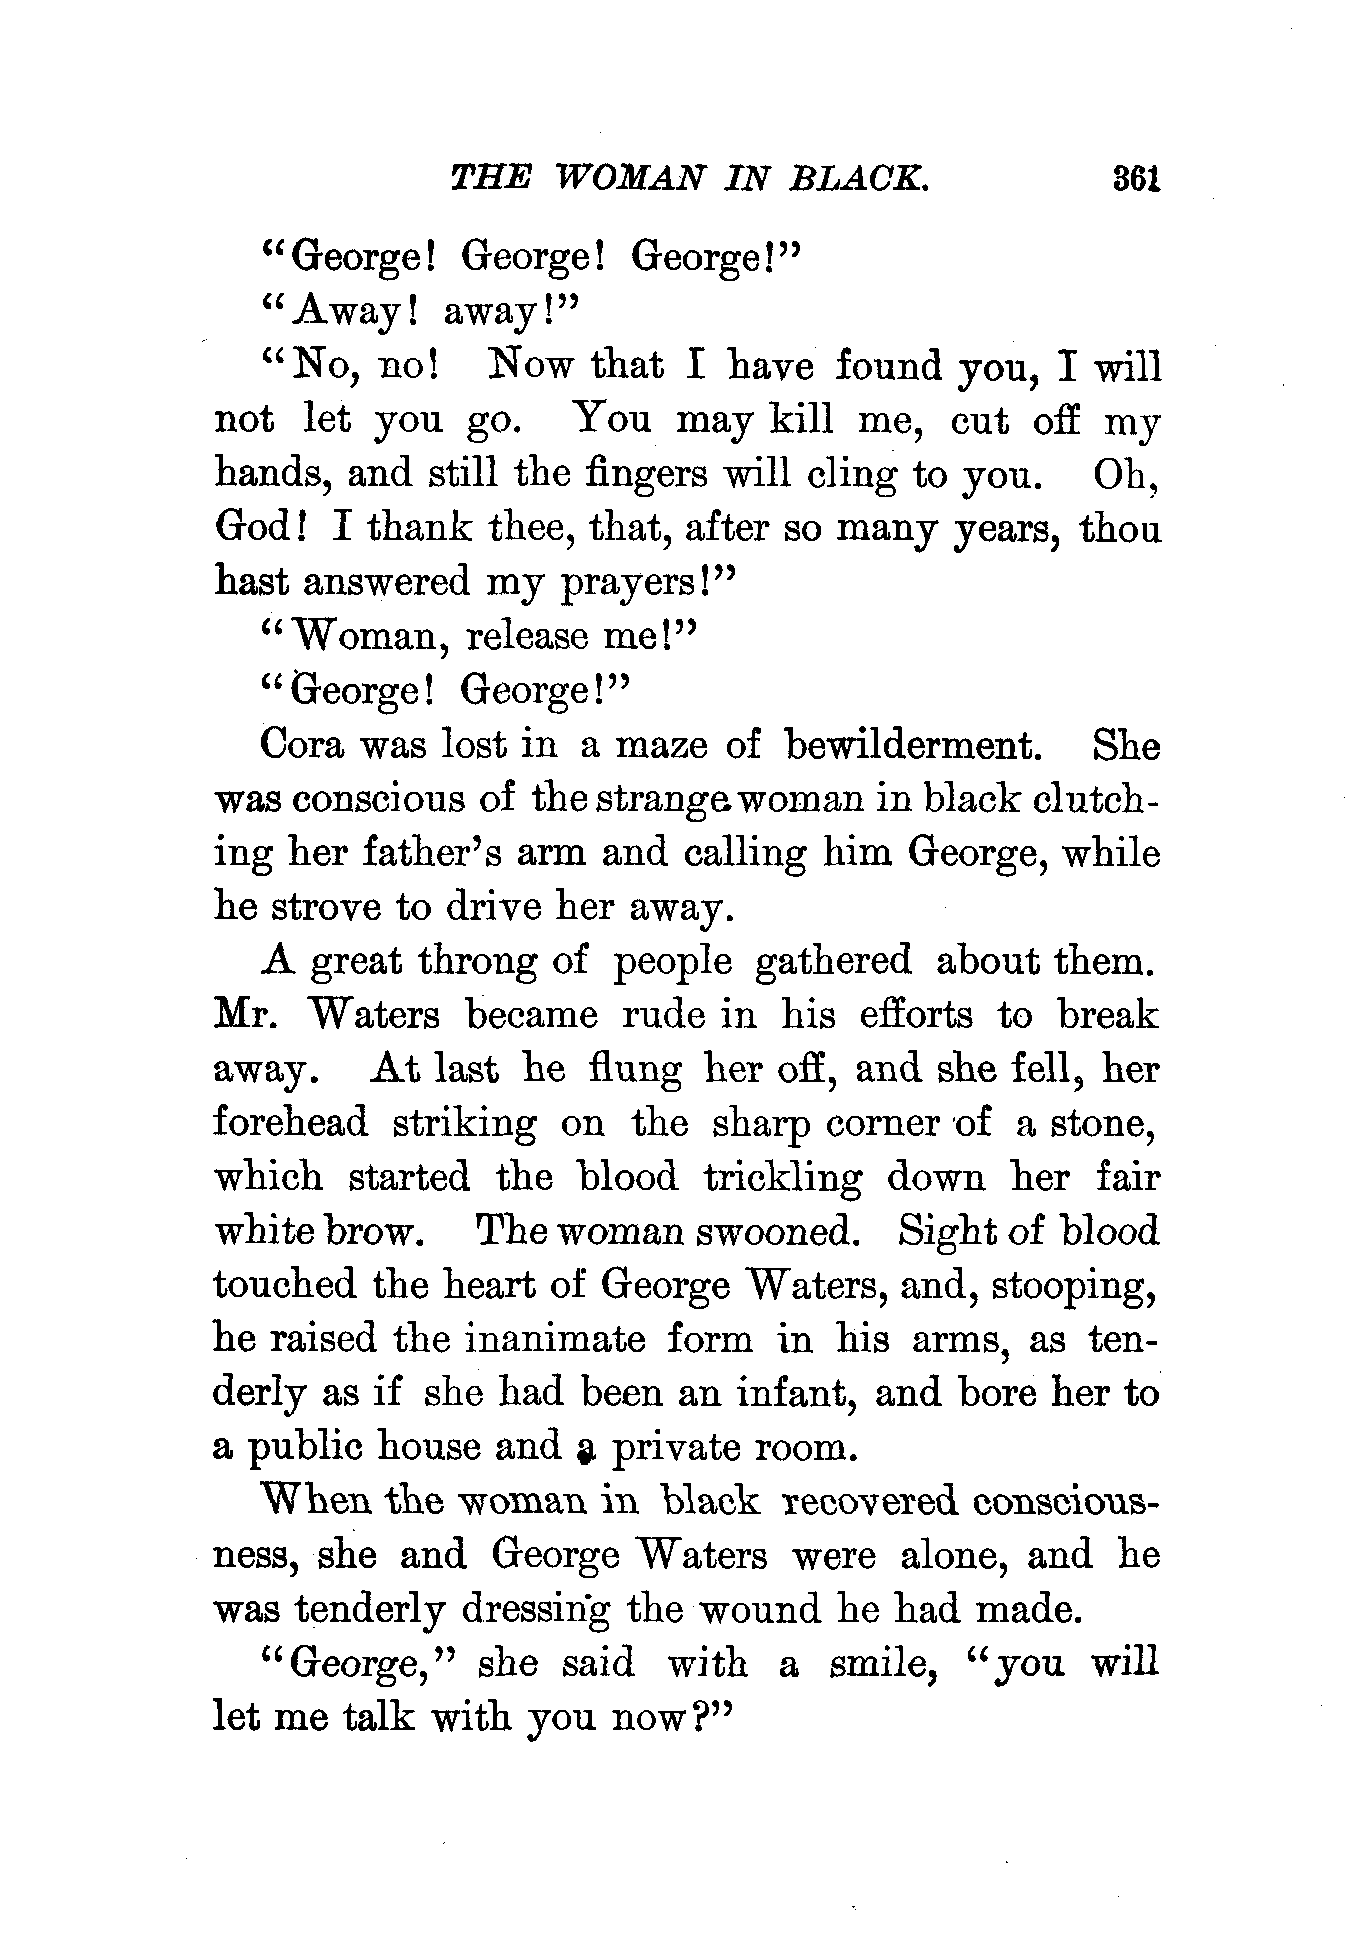 THE WOMAN IN BLACK. 361
"George! George! George!"
"Away! away!"
"No, no! Now that I have found you, I will
not let you go. You may kill me, cut off my
hands, and still the fingers will cling to you. Oh,
God! I thank thee, that, after so many years, thou
hast answered my prayers!"
"Woman, release me!"
"George! George!"
Cora was lost in a maze of bewilderment. She
was conscious of the strange woman in black clutch-
ing her father's arm and calling him George, while
he strove to drive her away.
A great throng of people gathered about them.
Mr. Waters became rude in his efforts to break
away. At last he flung her off, and she fell, her
forehead striking on the sharp corner of a stone,
which started the blood trickling down her fair
white brow. The woman swooned. Sight of blood
touched the heart of George Waters, and, stooping,
he raised the inanimate form in his arms, as ten-
derly as if she had been an infant, and bore her to
a public house and a private room.
When the woman in black recovered conscious-
ness, she and George Waters were alone, and he
was tenderly dressing the wound he had made.
"George," she said with a smile, "you will
let me talk with you now?"